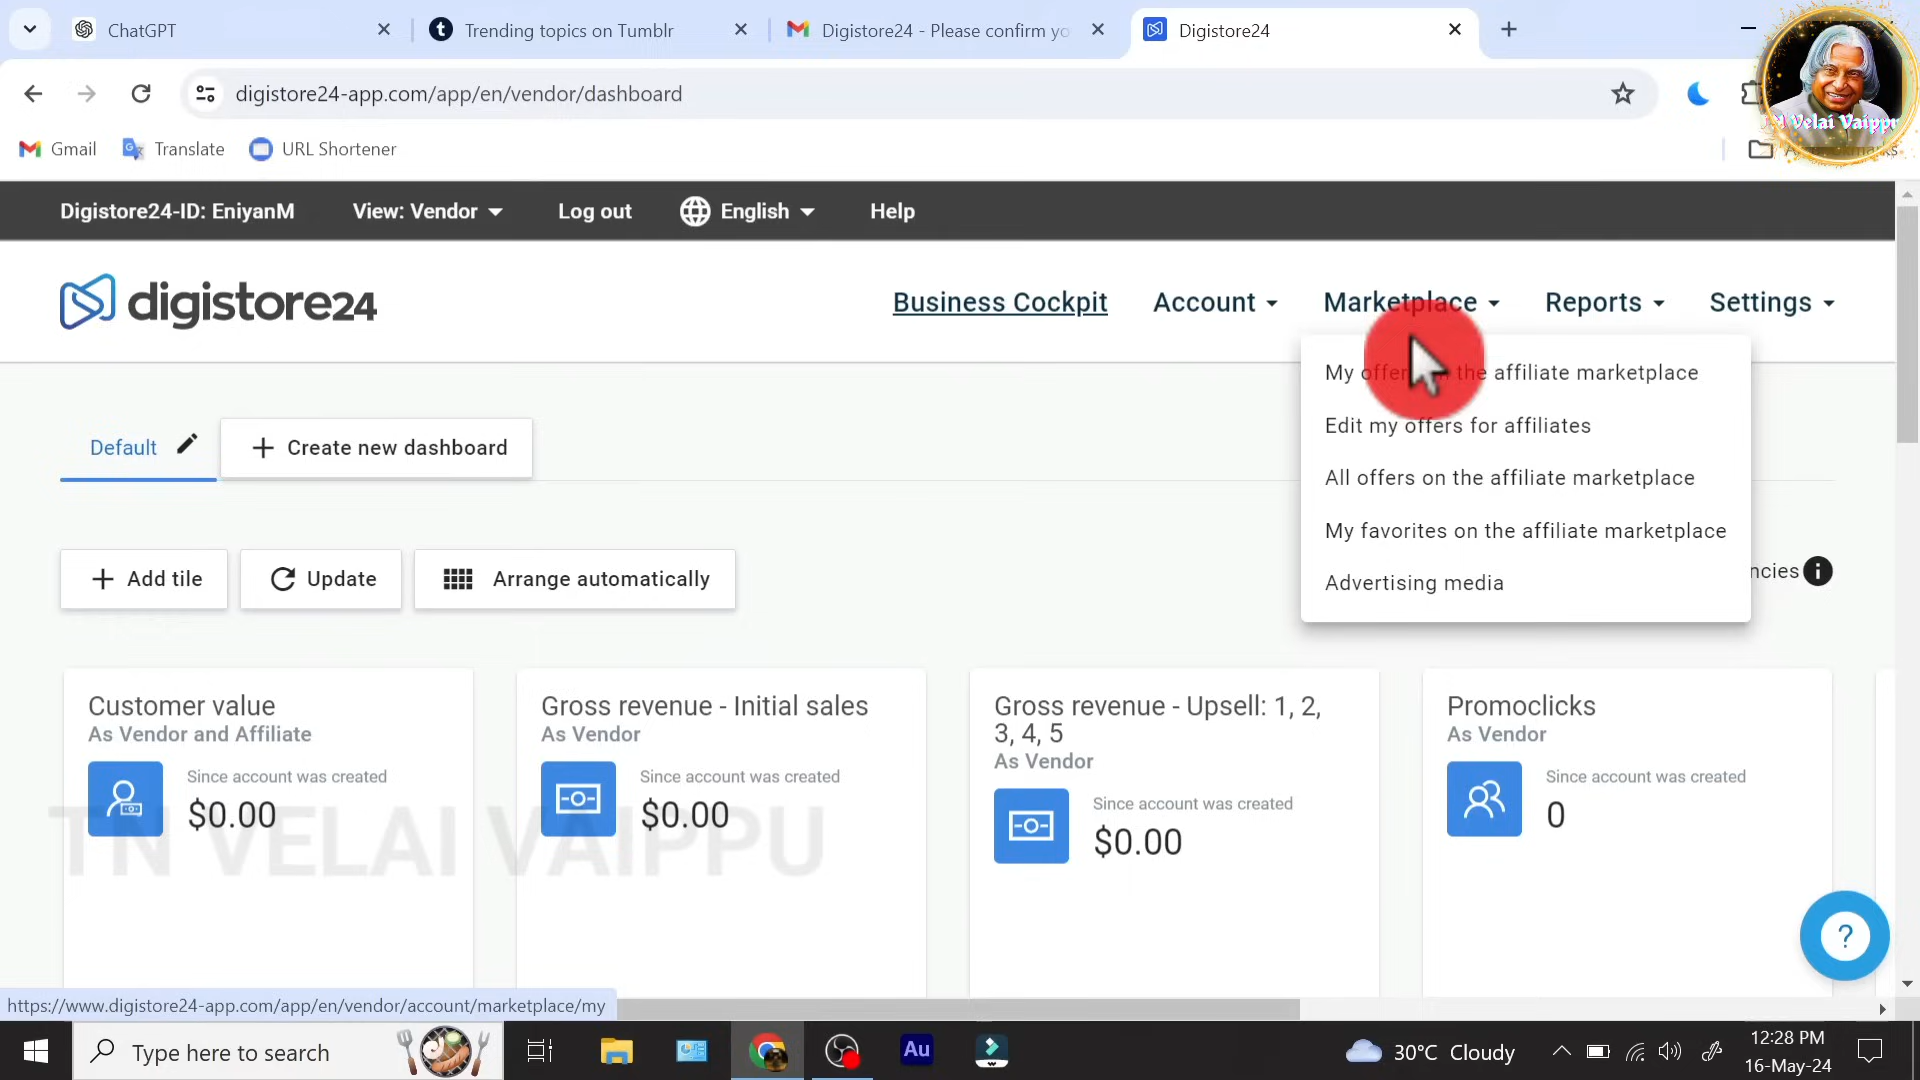 ChatGPT
Trending topics on Tumblr
Digistore24 - Please confirm yo
Digistore24
digistore24-app.com/app/en/vendor/dashboard
Velai Vaippu
Gmail
Translate
URL Shortener
Digistore24-ID: EniyanM
View: Vendor
Log out
English
Help
digistore24
Business Cockpit
Account
Marketplace
Reports
Settings
My offers on the affiliate marketplace
Edit my offers for affiliates
All offers on the affiliate marketplace
My favorites on the affiliate marketplace
Advertising media
Default
Create new dashboard
Add tile
Update
Arrange automatically
ncies
Customer value
As Vendor and Affiliate
Since account was created
$0.00
Gross revenue - Initial sales
As Vendor
Since account was created
$0.00
Gross revenue - Upsell: 1, 2,
3, 4, 5
As Vendor
Since account was created
$0.00
Promoclicks
As Vendor
Since account was created
0
TN VELAI VAIPPU
?
https://www.digistore24-app.com/app/en/vendor/account/marketplace/my
Type here to search
Au
30°C Cloudy
12:28 PM
16-May-24